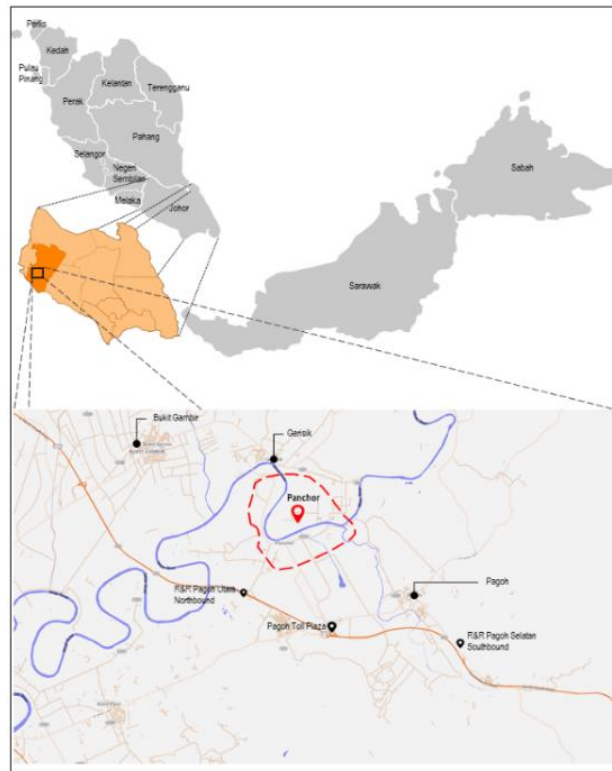 Perlis
Kedah
Pulau
Pinang
Kelantan
Terengganu
Perak
Pahang
Selangor
Negeri
Sembilan
Melaka
Johor
Sabah
Sarawak
Bukit Gambir
Gerisik
Panchor
R&R Pagoh Utara
Northbound
Pagoh
Pagoh Toll Plaza
R&R Pagoh Selatan
Southbound